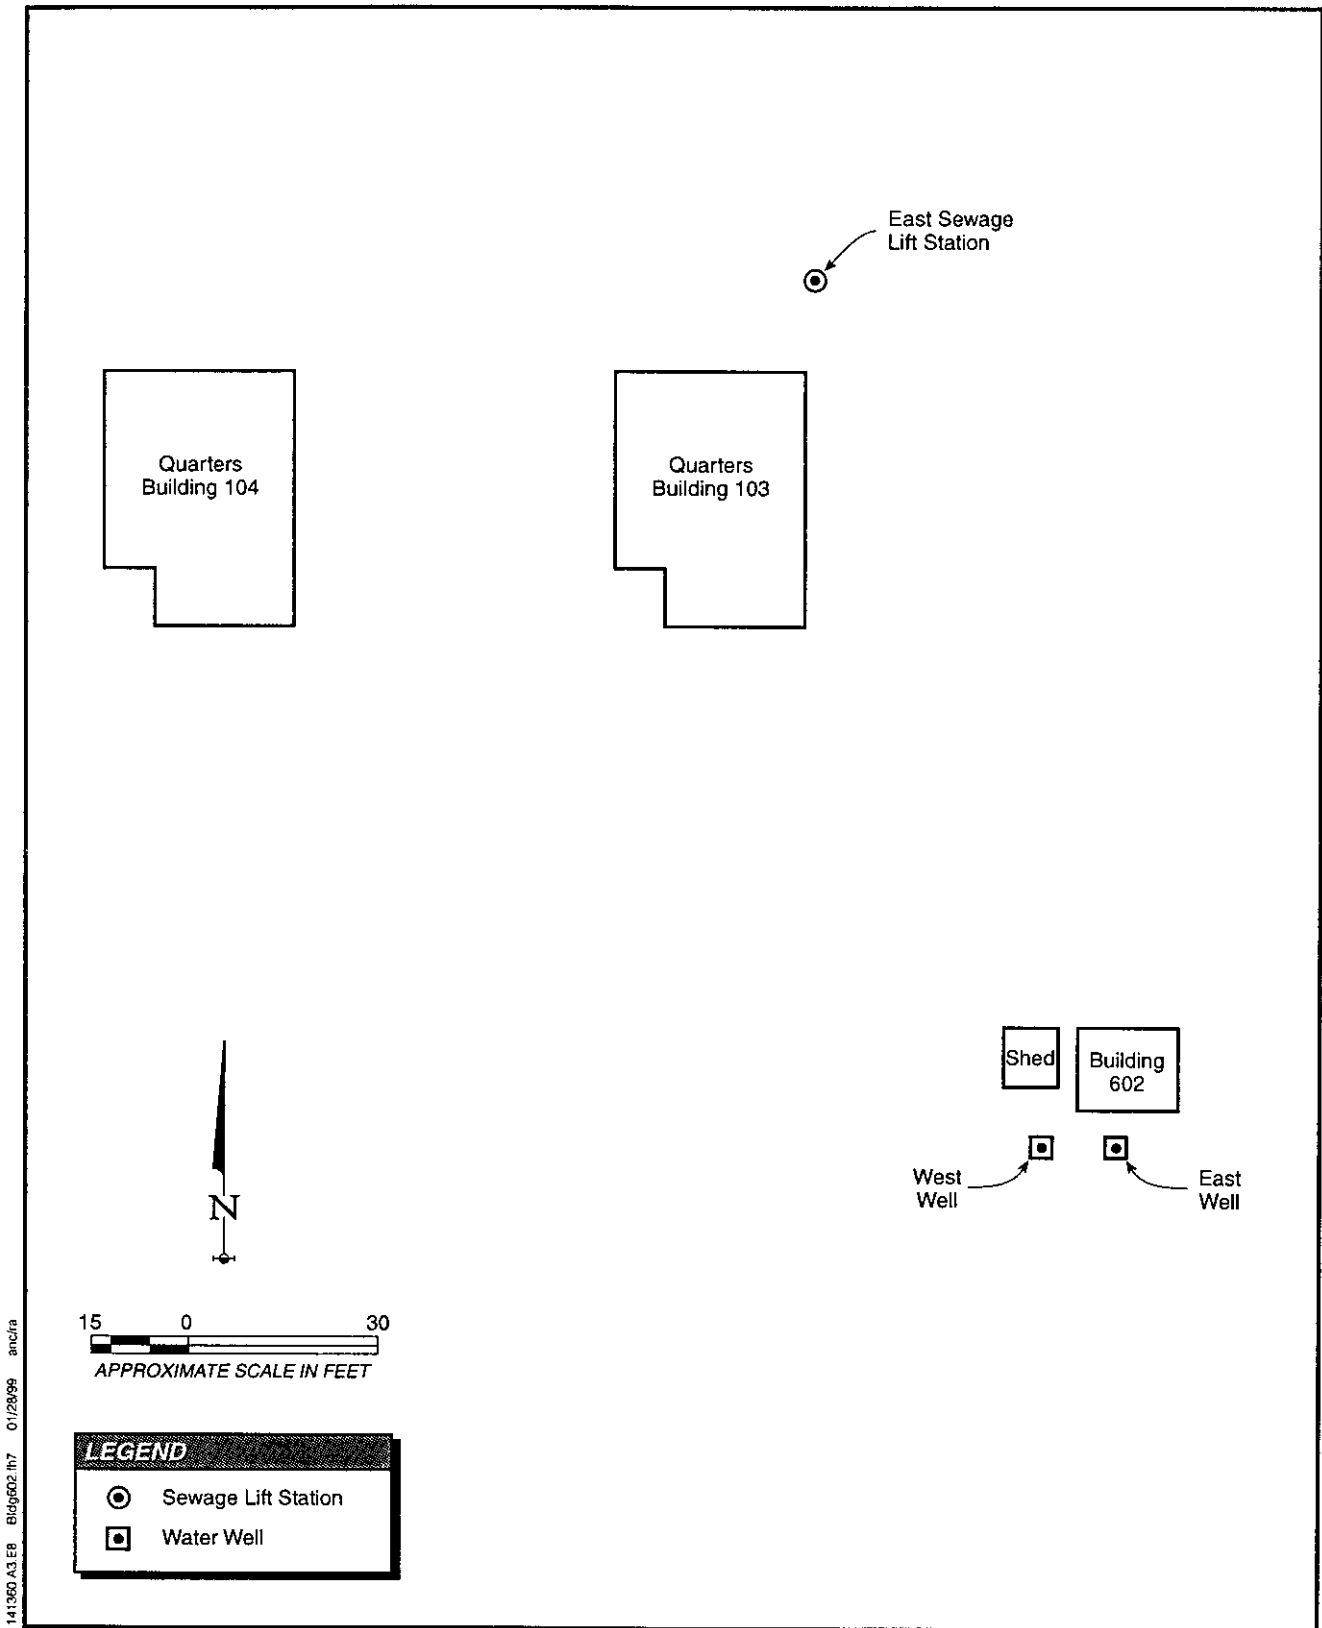 East Sewage
Lift Station
Quarters
Building 104
Quarters
Building 103
Shed
Building
602
West
Well
East
Well
N
15 0 30
APPROXIMATE SCALE IN FEET
LEGEND
Sewage Lift Station
Water Well
141360 A3.E8 Bldg602.fh7 01/28/99 anc/ra